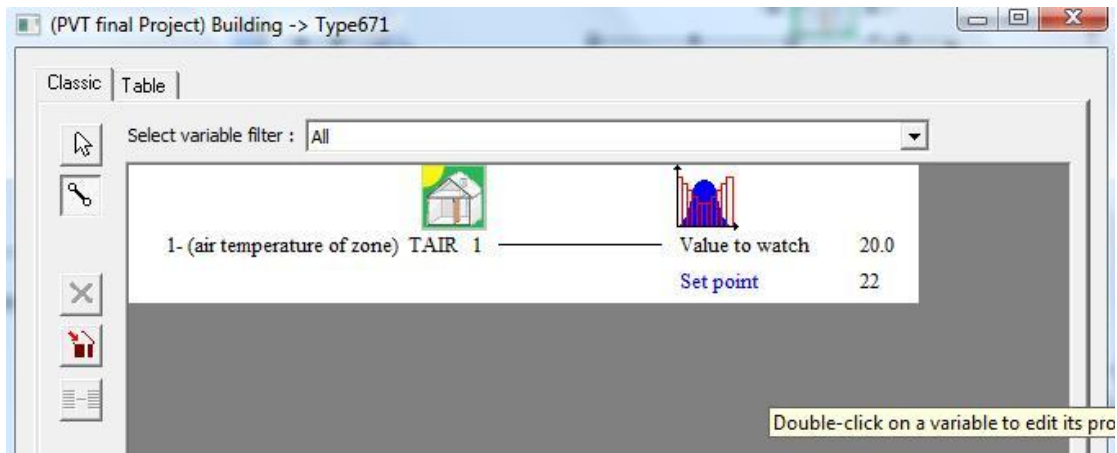 (PVT final Project) Building -> Type671
Classic Table
Select variable filter : All
1- (air temperature of zone) TAIR 1 Value to watch 20.0
Set point 22
Double-click on a variable to edit its pro